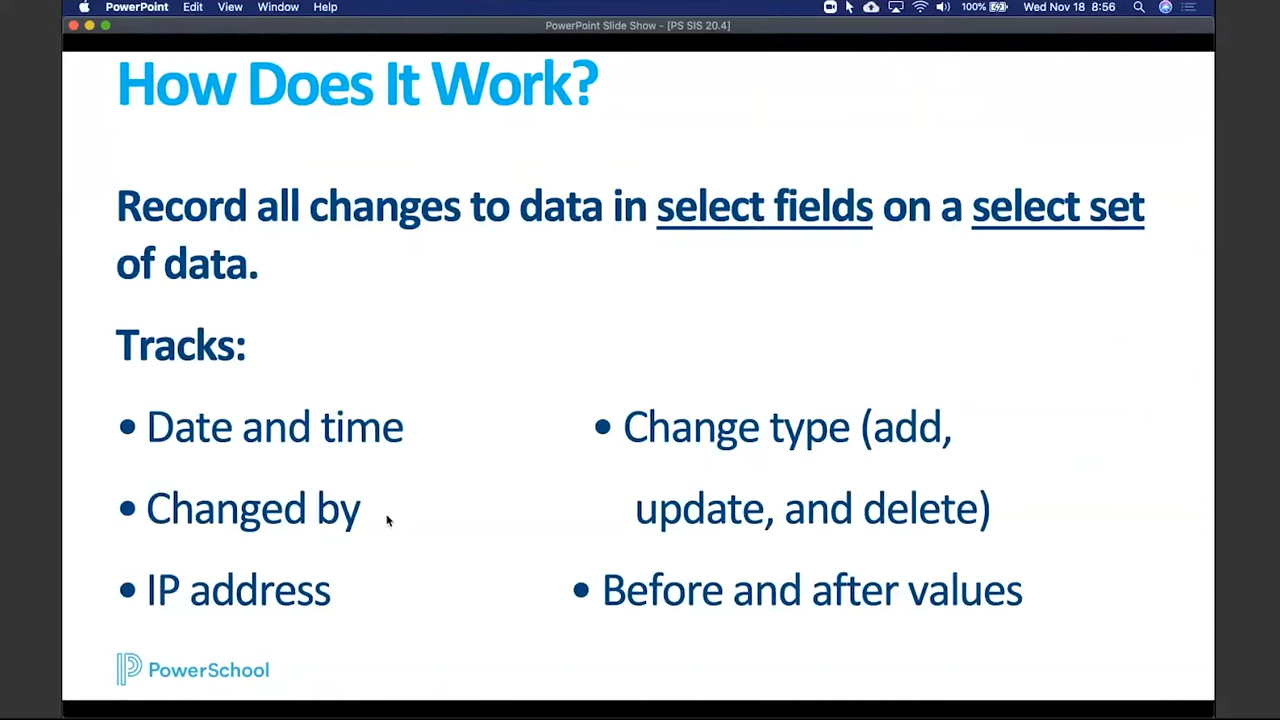 PowerPoint Edit View Window Help 100% Wed Nov 18 8:56
PowerPoint Slide Show - [PS SIS 20.4]
How Does It Work?
Record all changes to data in select fields on a select set
of data.
Tracks:
• Date and time
• Changed by
• IP address
• Change type (add,
update, and delete)
• Before and after values
PowerSchool